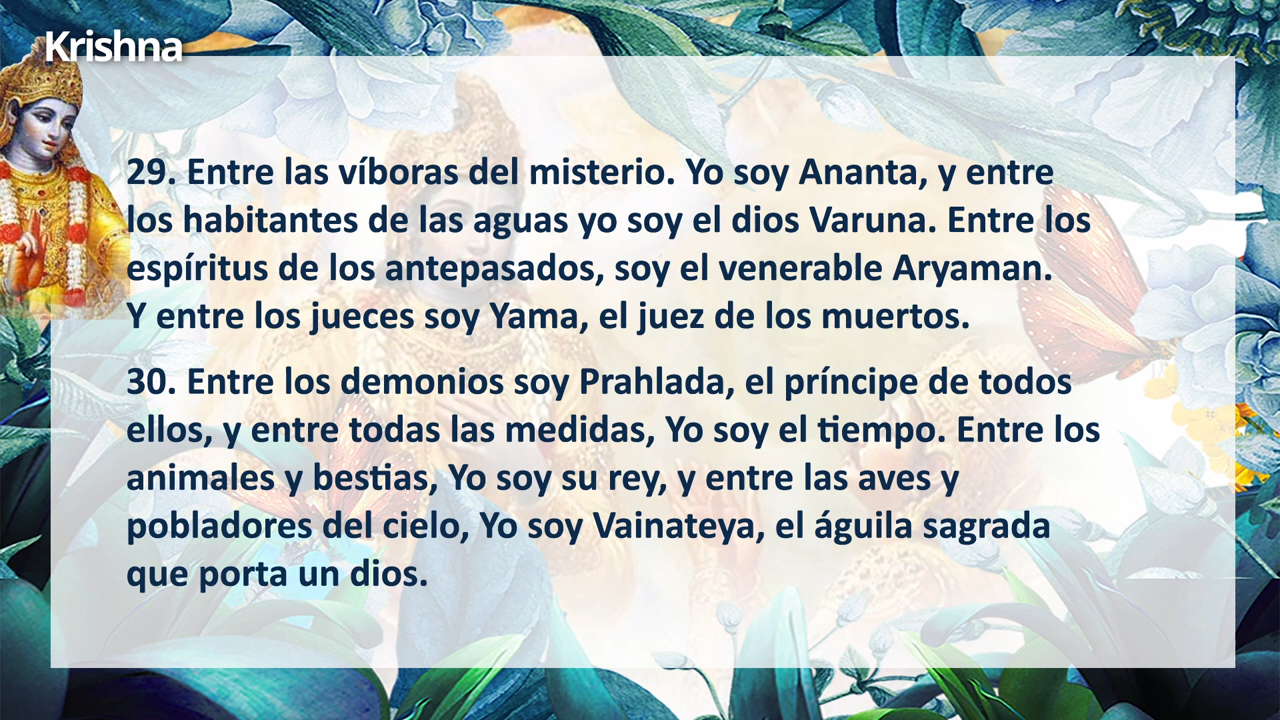 Krishna
29. Entre las víboras del misterio. Yo soy Ananta, y entre
los habitantes de las aguas yo soy el dios Varuna. Entre los
espíritus de los antepasados, soy el venerable Aryaman.
Y entre los jueces soy Yama, el juez de los muertos.
30. Entre los demonios soy Prahlada, el príncipe de todos
ellos, y entre todas las medidas, Yo soy el tiempo. Entre los
animales y bestias, Yo soy su rey, y entre las aves y
pobladores del cielo, Yo soy Vainateya, el águila sagrada
que porta un dios.